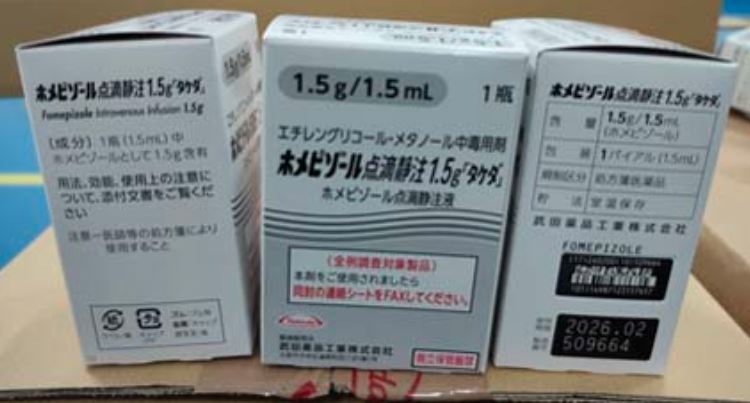 ホメピゾール点滴静注1.5g「タケダ」
Fomepizole Intravenous Infusion 1.5g
〔成分〕1瓶(1.5mL)中
ホメピゾールとして1.5g含有
用法、効能、使用上の注意に
ついて、添付文書をご覧くだ
さい
注意－医師等の処方箋により
使用すること
1.5g/1.5mL
1瓶
エチレングリコール・メタノール中毒用剤
ホメピゾール点滴静注1.5g「タケダ」
ホメピゾール点滴静注液
〈全例調査対象製品〉
本剤をご使用されましたら
同封の連絡シートをFAXしてください。
武田薬品工業株式会社
ホメピゾール点滴静注1.5g「タケダ」
含量 1.5g/1.5mL
(ホメピゾール)
包装 1バイアル(1.5mL)
規制区分 処方箋医薬品
貯法 室温保存
武田薬品工業株式会社
FOMEPIZOLE
2026.02
509664